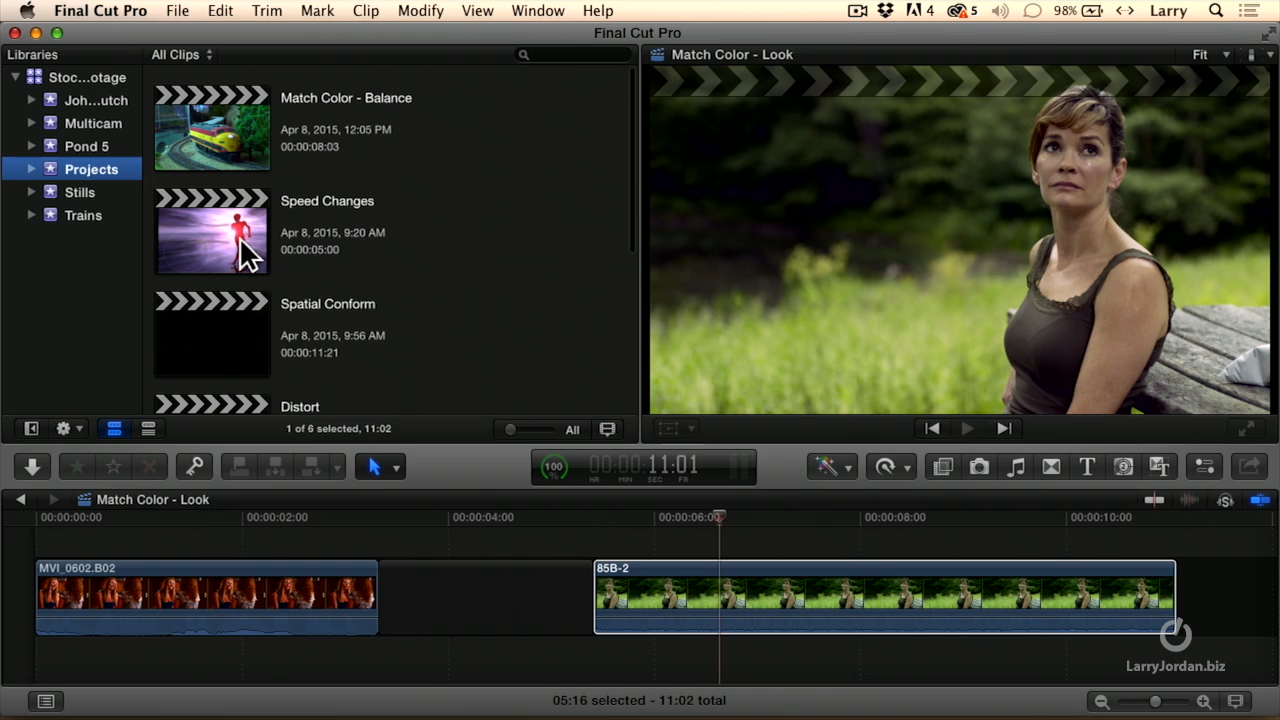 Final Cut Pro File Edit Trim Mark Clip Modify View Window Help 4 5 98% Larry
Final Cut Pro
Libraries
All Clips
Match Color - Look
Fit
Stoc...otage
Joh...utch
Multicam
Pond 5
Projects
Stills
Trains
Match Color - Balance
Apr 8, 2015, 12:05 PM
00:00:08:03
Speed Changes
Apr 8, 2015, 9:20 AM
00:00:05:00
Spatial Conform
Apr 8, 2015, 9:56 AM
00:00:11:21
Distort
1 of 6 selected, 11:02
All
100
%
00:00:11:01
HR MIN SEC FR
T
Match Color - Look
00:00:00:00 00:00:02:00 00:00:04:00 00:00:06:00 00:00:08:00 00:00:10:00
MVI_0602.B02
85B-2
LarryJordan.biz
05:16 selected - 11:02 total